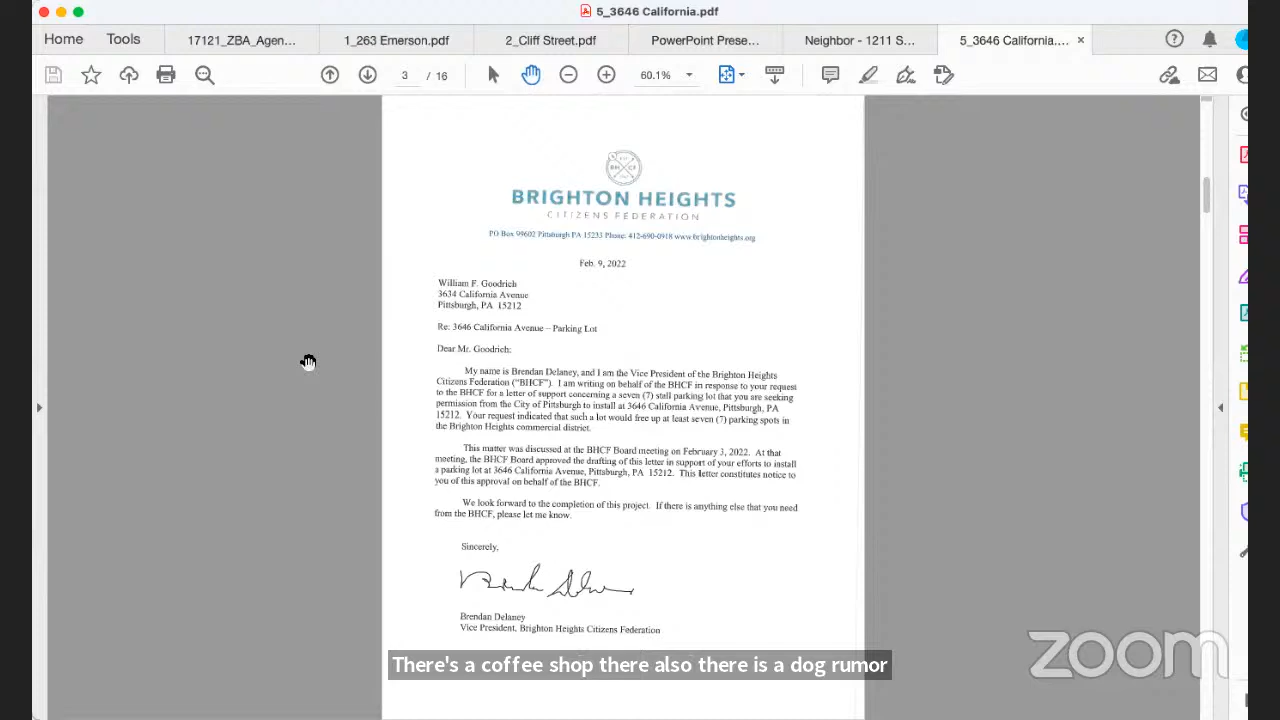 5_3646 California.pdf
Home Tools 17121_ZBA_Agen... 1_263 Emerson.pdf 2_Cliff Street.pdf PowerPoint Prese... Neighbor - 1211 S... 5_3646 California.... ×
3 / 16 60.1%
BRIGHTON HEIGHTS
CITIZENS FEDERATION
PO Box 99602 Pittsburgh PA 15233 Phone: 412-690-0918 www.brightonheights.org
Feb. 9, 2022
William F. Goodrich
3634 California Avenue
Pittsburgh, PA 15212
Re: 3646 California Avenue – Parking Lot
Dear Mr. Goodrich:
My name is Brendan Delaney, and I am the Vice President of the Brighton Heights
Citizens Federation ("BHCF"). I am writing on behalf of the BHCF in response to your request
to the BHCF for a letter of support concerning a seven (7) stall parking lot that you are seeking
permission from the City of Pittsburgh to install at 3646 California Avenue, Pittsburgh, PA
15212. Your request indicated that such a lot would free up at least seven (7) parking spots in
the Brighton Heights commercial district.
This matter was discussed at the BHCF Board meeting on February 3, 2022. At that
meeting, the BHCF Board approved the drafting of this letter in support of your efforts to install
a parking lot at 3646 California Avenue, Pittsburgh, PA 15212. This letter constitutes notice to
you of this approval on behalf of the BHCF.
We look forward to the completion of this project. If there is anything else that you need
from the BHCF, please let me know.
Sincerely,
Brendan Delaney
Vice President, Brighton Heights Citizens Federation
There's a coffee shop there also there is a dog rumor
zoom